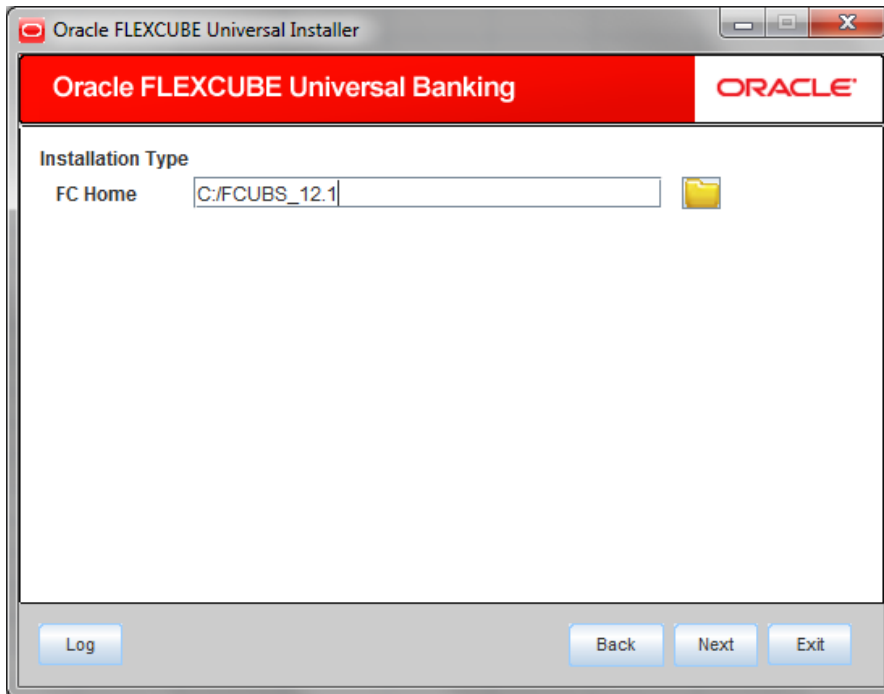 Oracle FLEXCUBE Universal Installer
Oracle FLEXCUBE Universal Banking
ORACLE
Installation Type
FC Home C:/FCUBS_12.1
Log Back Next Exit